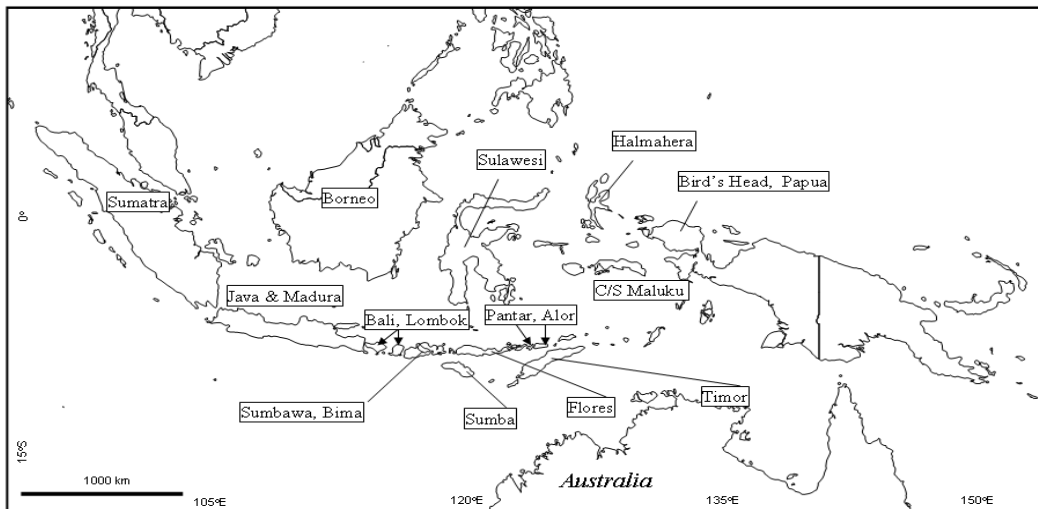 Halmahera
Sulawesi
Bird's Head, Papua
Sumatra
Borneo
0°
C/S Maluku
Java & Madura
Bali, Lombok
Pantar, Alor
Sumbawa, Bima
Sumba
Flores
Timor
15°S
1000 km
Australia
105°E
120°E
135°E
150°E